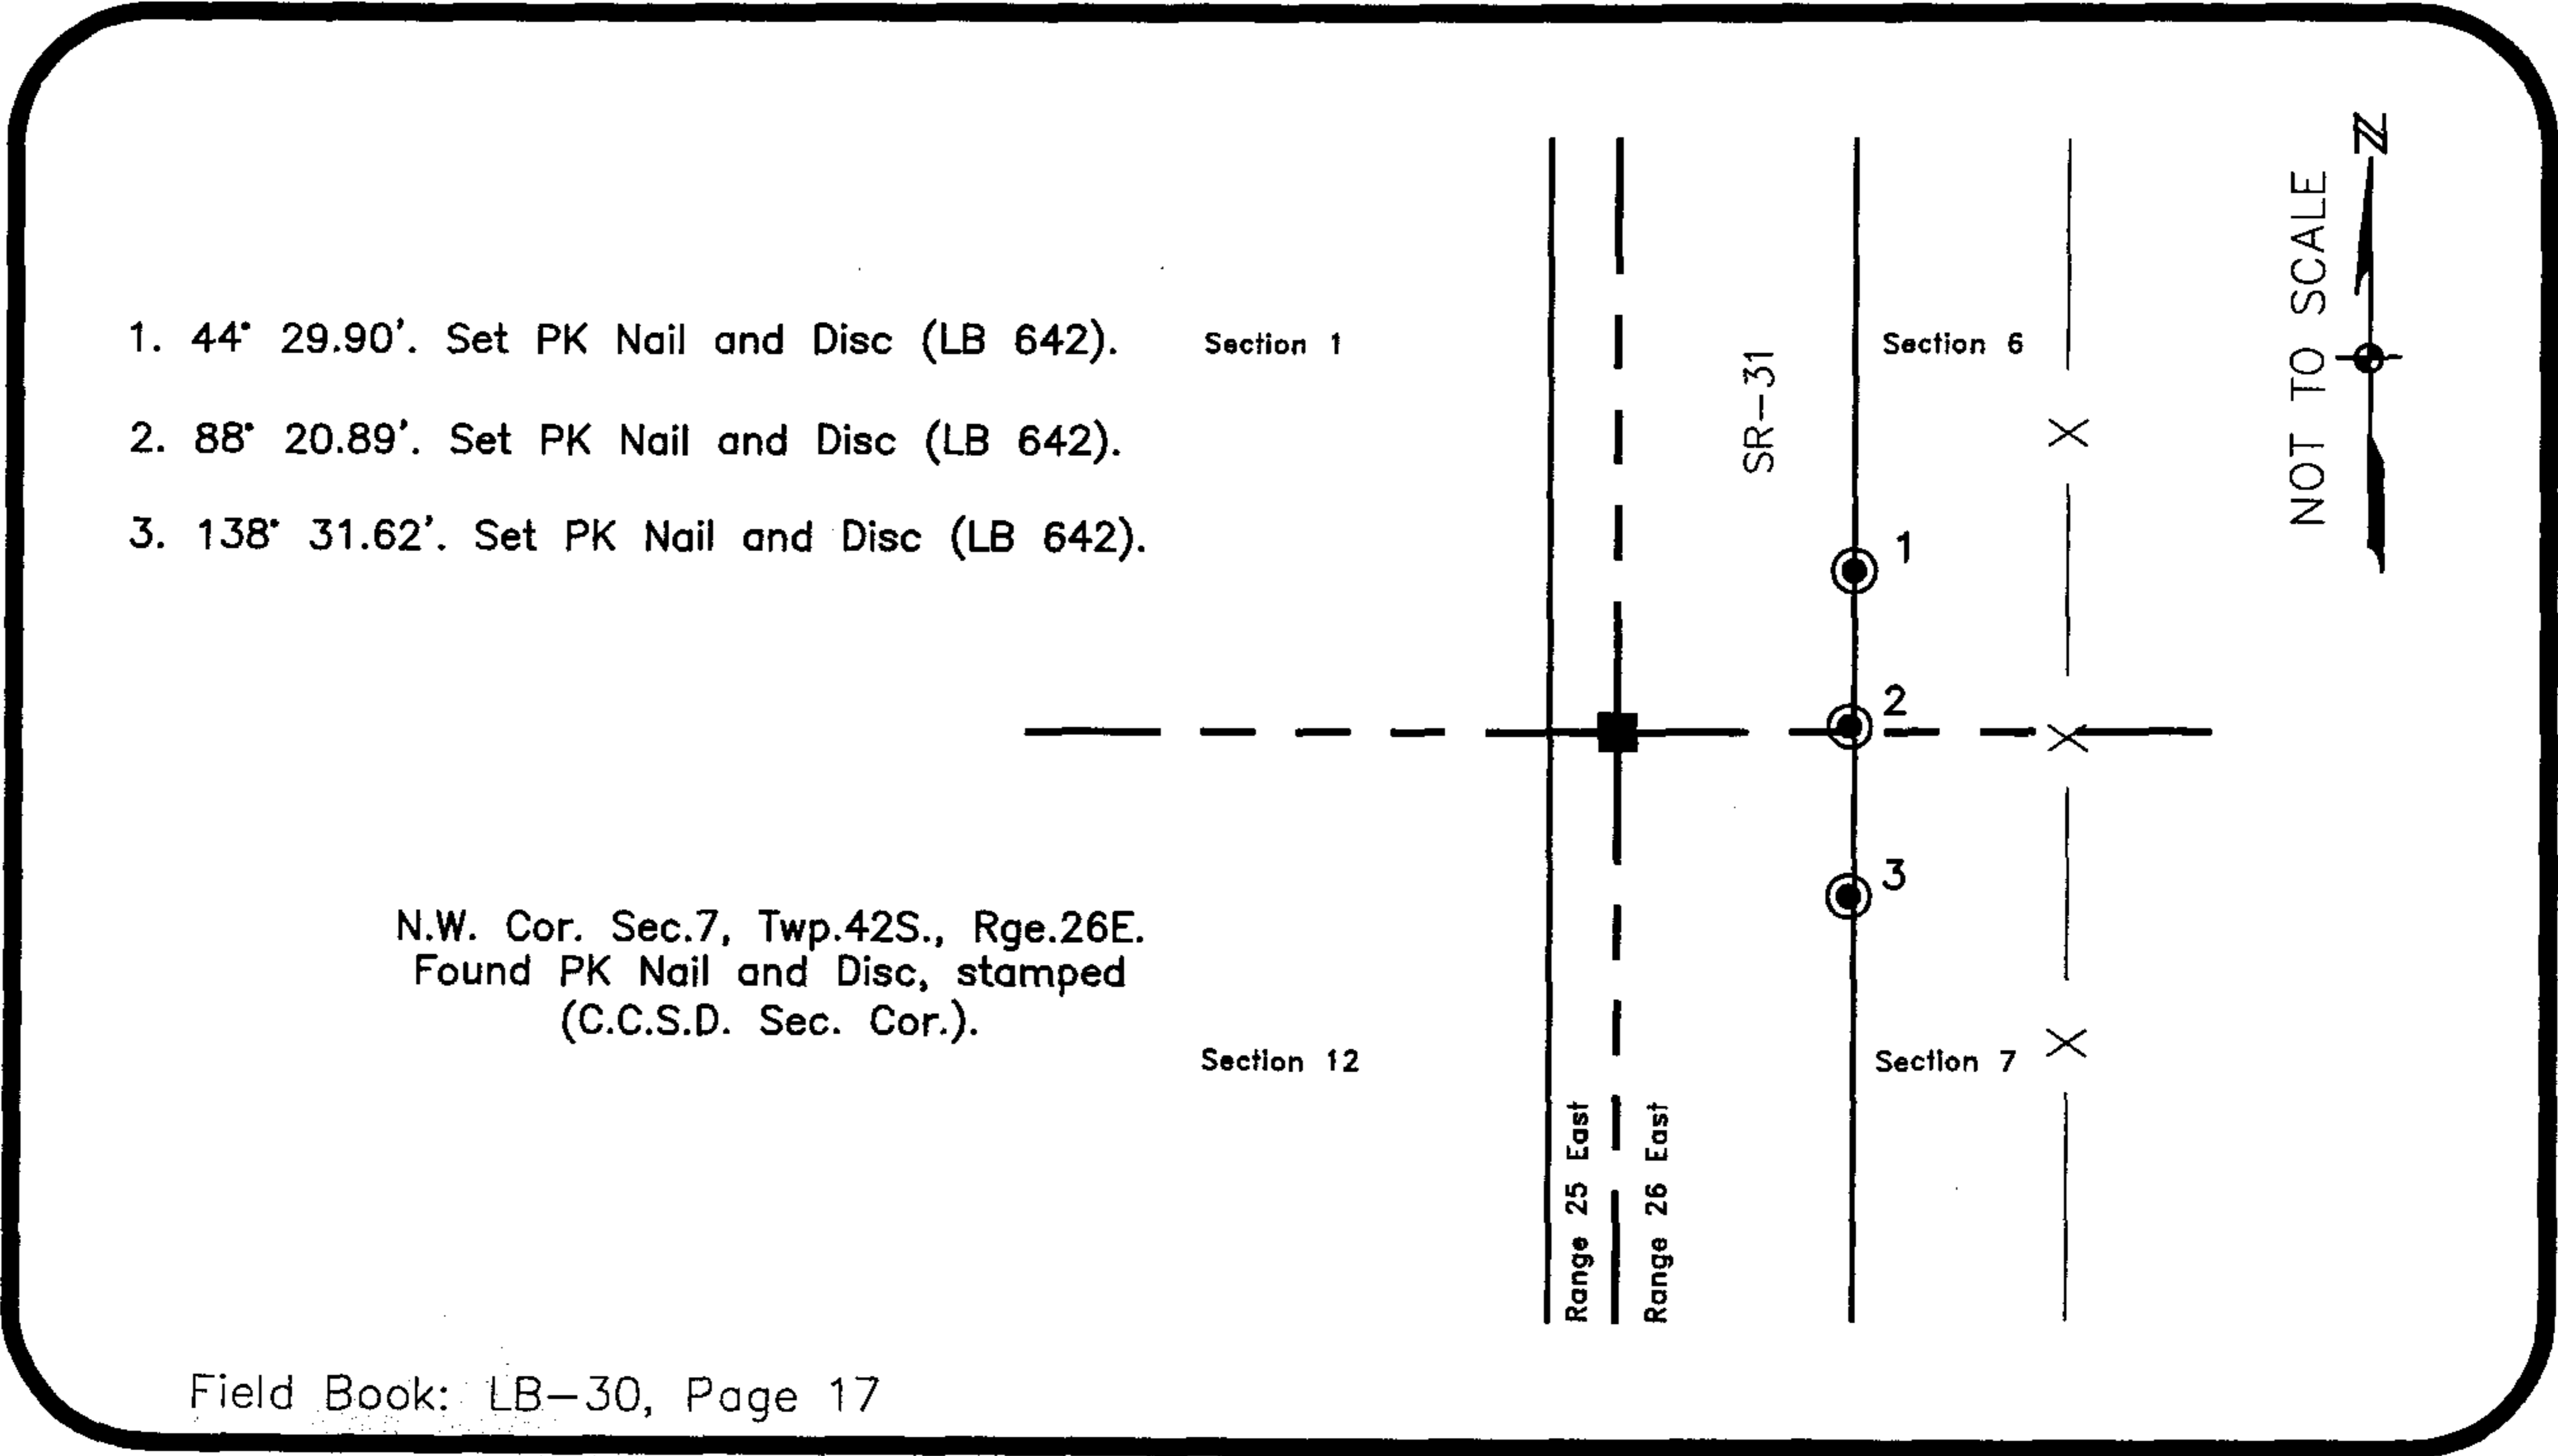 N
NOT TO SCALE
1. 44° 29.90'. Set PK Nail and Disc (LB 642).
Section 1
SR-31
Section 6
2. 88° 20.89'. Set PK Nail and Disc (LB 642).
3. 138° 31.62'. Set PK Nail and Disc (LB 642).
1
2
3
N.W. Cor. Sec.7, Twp.42S., Rge.26E.
Found PK Nail and Disc, stamped
(C.C.S.D. Sec. Cor.).
Section 12
Section 7
Range 25 East
Range 26 East
Field Book: LB-30, Page 17